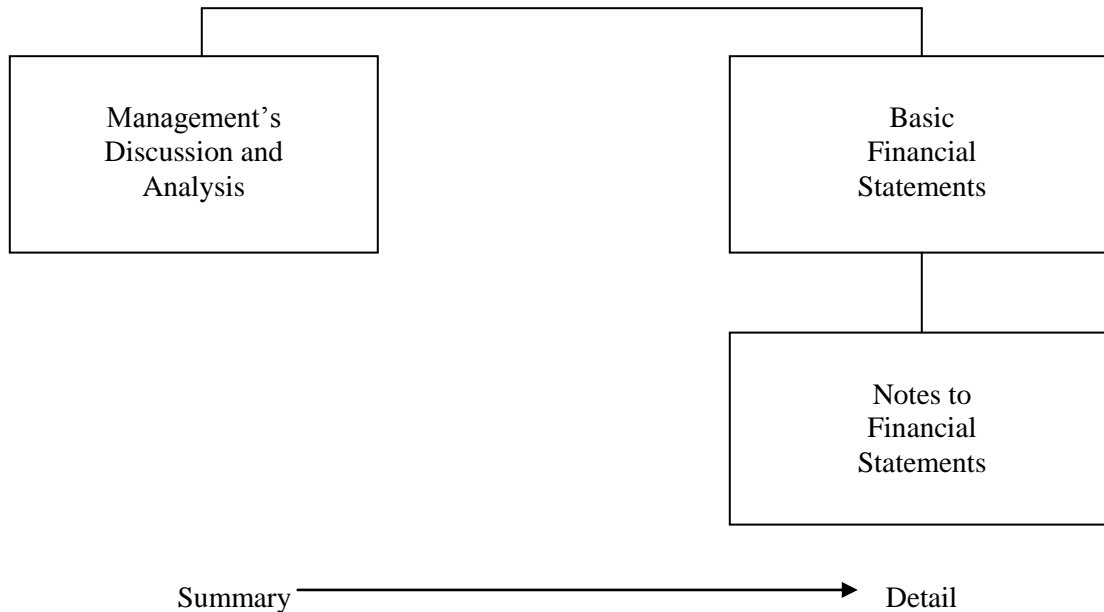 Management’s
Discussion and
Analysis
Basic
Financial
Statements
Notes to
Financial
Statements
Summary
Detail